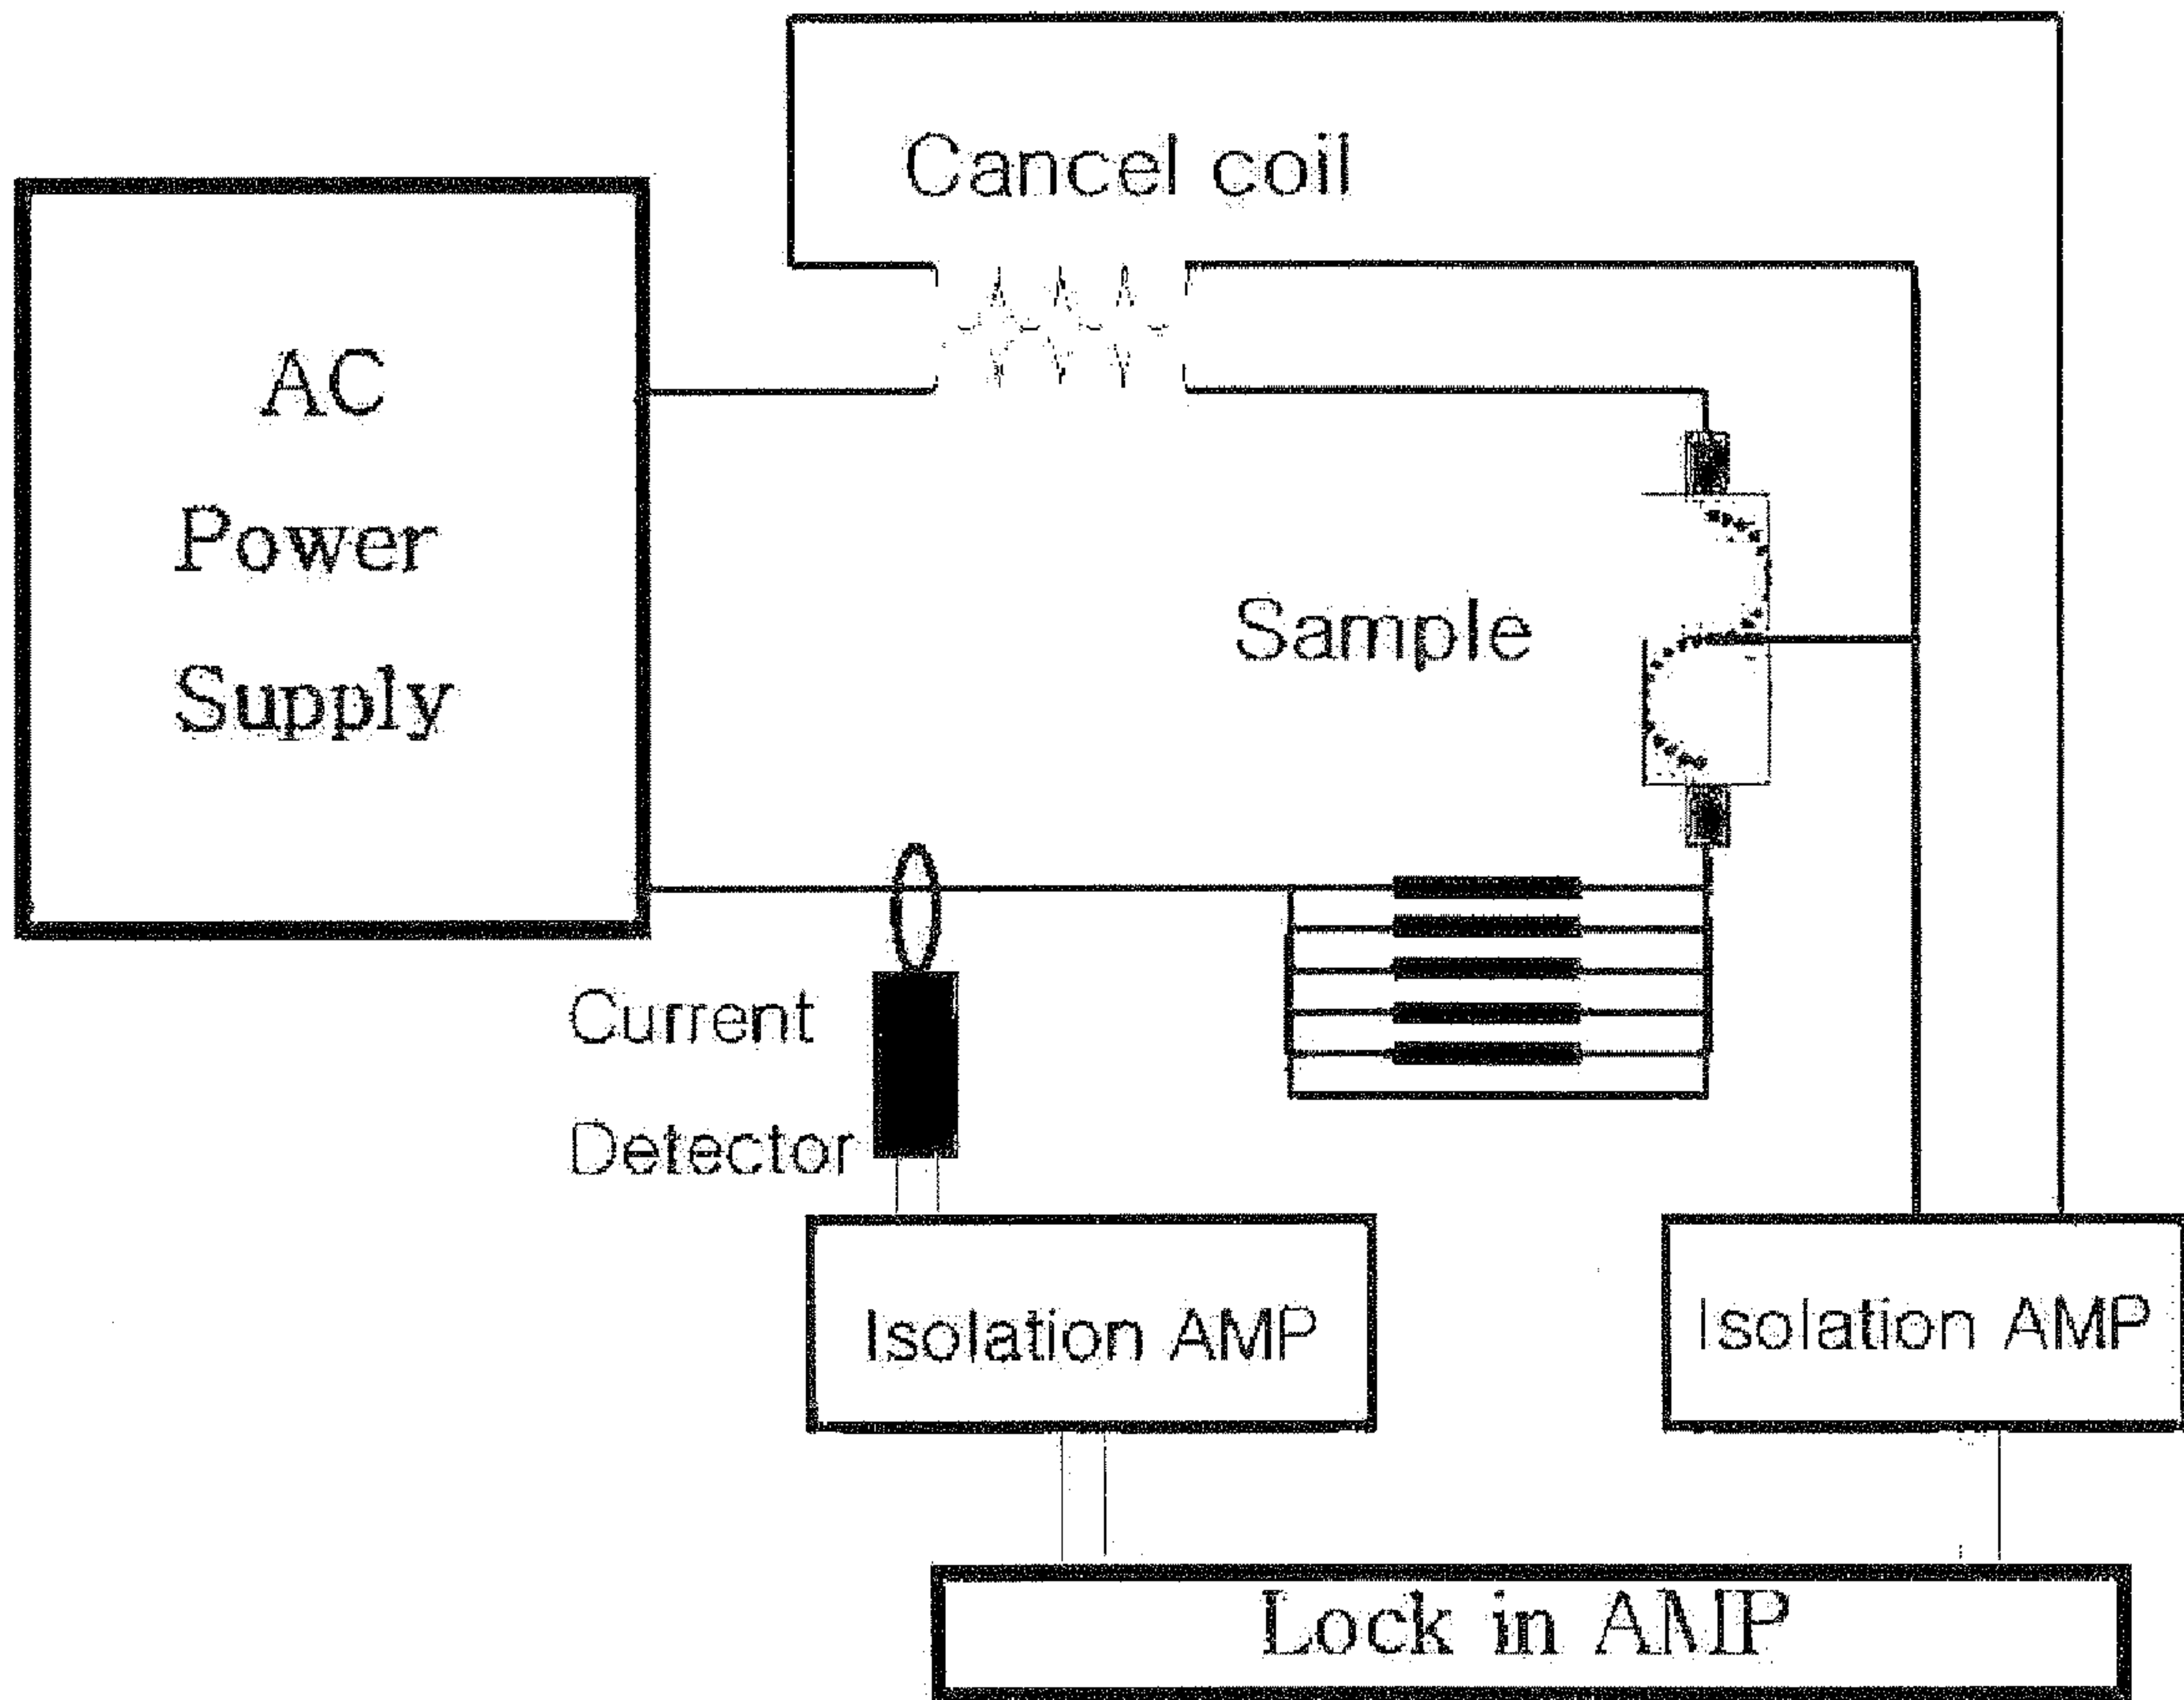 Cancel coil
AC
Power
Supply
Sample
Current
Detector
Isolation AMP
Isolation AMP
Lock in AMP